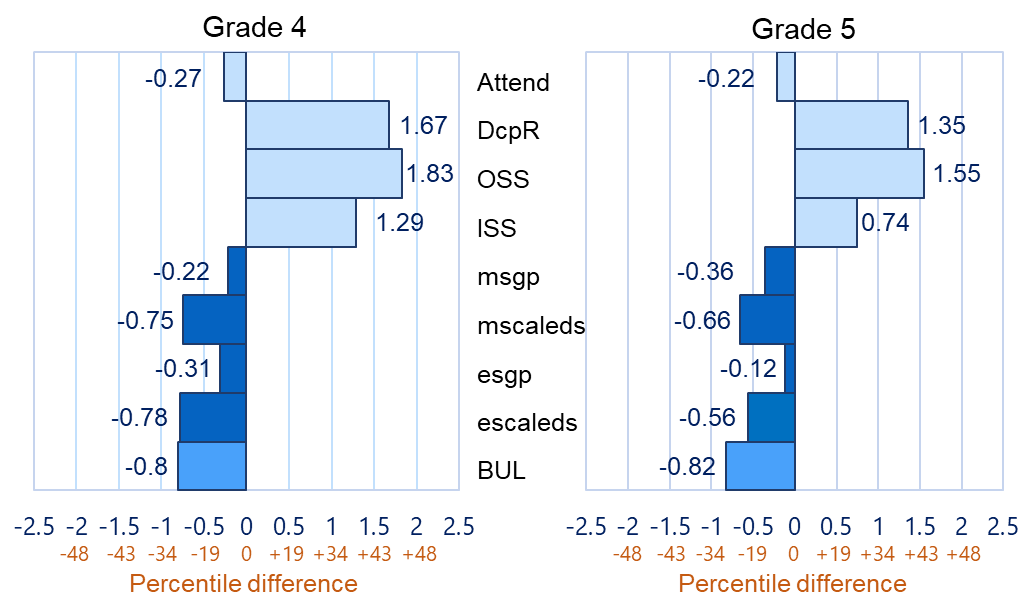 Grade 4
Grade 5
-0.27 Attend -0.22
1.67 DcpR 1.35
1.83 OSS 1.55
1.29 ISS 0.74
-0.22 msgp -0.36
-0.75 mscaleds -0.66
-0.31 esgp -0.12
-0.78 escaleds -0.56
-0.8 BUL -0.82
-2.5 -2 -1.5 -1 -0.5 0 0.5 1 1.5 2 2.5
-2.5 -2 -1.5 -1 -0.5 0 0.5 1 1.5 2 2.5
-48 -43 -34 -19 0 +19 +34 +43 +48
-48 -43 -34 -19 0 +19 +34 +43 +48
Percentile difference
Percentile difference